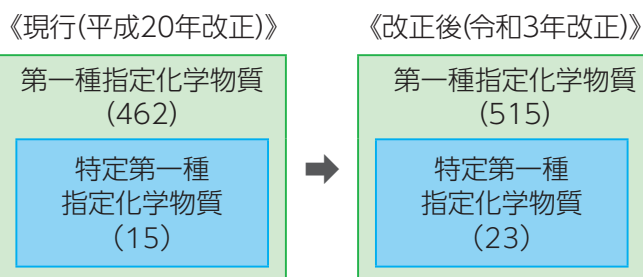 《現行(平成20年改正)》
第一種指定化学物質
(462)
特定第一種
指定化学物質
(15)
《改正後(令和3年改正)》
第一種指定化学物質
(515)
特定第一種
指定化学物質
(23)